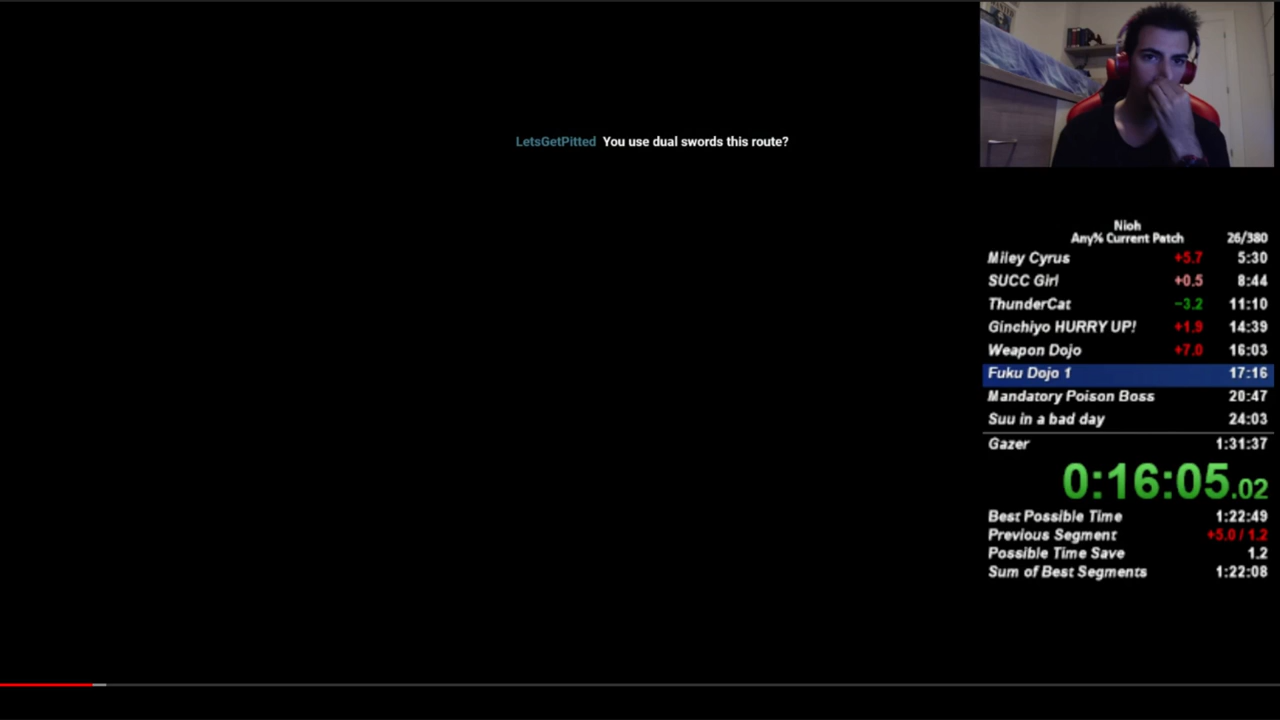 LetsGetPitted You use dual swords this route?
Nioh
Any% Current Patch 26/380
Miley Cyrus +5.7 5:30
SUCC Girl +0.5 8:44
ThunderCat -3.2 11:10
Ginchiyo HURRY UP! +1.9 14:39
Weapon Dojo +7.0 16:03
Fuku Dojo 1 17:16
Mandatory Poison Boss 20:47
Suu in a bad day 24:03
Gazer 1:31:37
0:16:05.02
Best Possible Time 1:22:49
Previous Segment +5.0 / 1.2
Possible Time Save 1.2
Sum of Best Segments 1:22:08